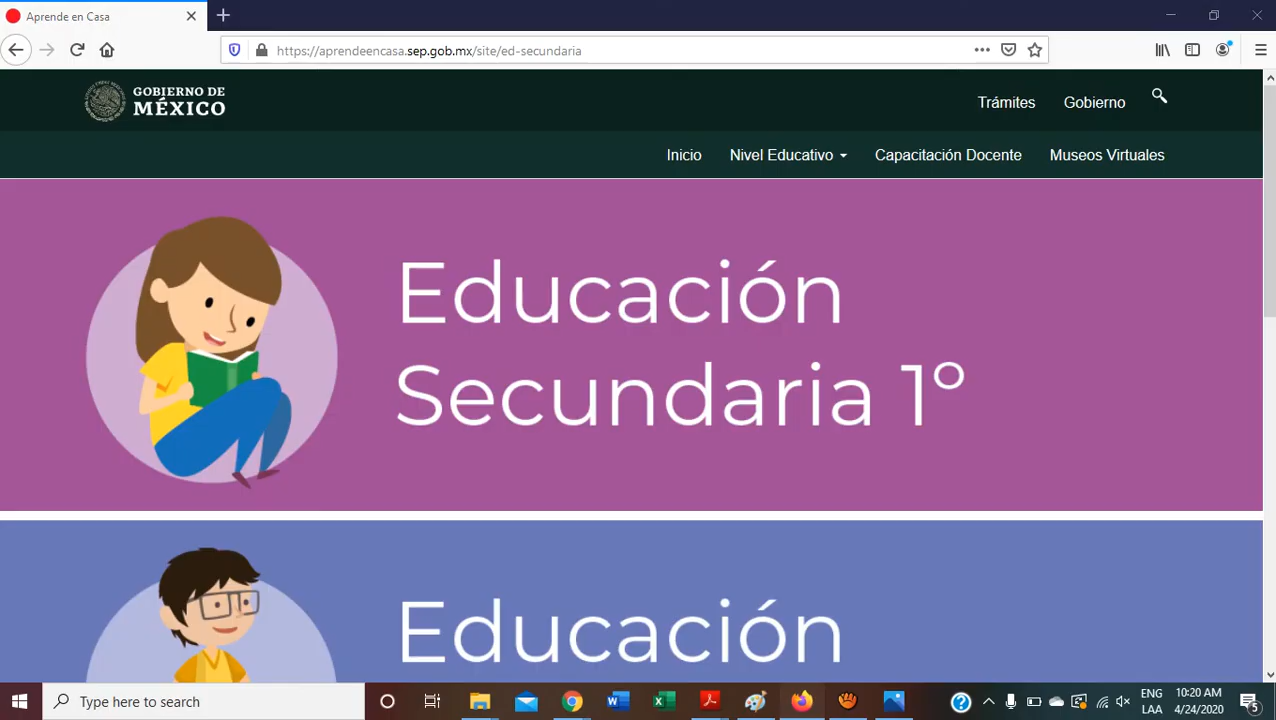 Aprende en Casa
https://aprendeencasa.sep.gob.mx/site/ed-secundaria
GOBIERNO DE
MÉXICO
Trámites
Gobierno
Inicio
Nivel Educativo
Capacitación Docente
Museos Virtuales
Educación
Secundaria 1º
Educación
Type here to search
ENG
LAA
10:20 AM
4/24/2020
5